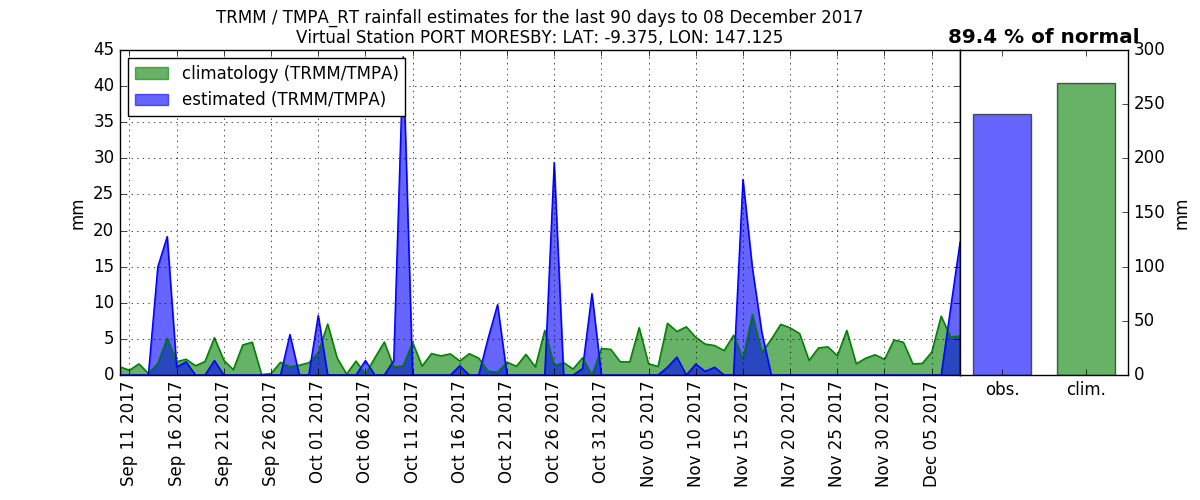 TRMM / TMPA_RT rainfall estimates for the last 90 days to 08 December 2017
Virtual Station PORT MORESBY: LAT: -9.375, LON: 147.125
89.4 % of normal
climatology (TRMM/TMPA)
estimated (TRMM/TMPA)
mm
45
40
35
30
25
20
15
10
5
0
Sep 11 2017
Sep 16 2017
Sep 21 2017
Sep 26 2017
Oct 01 2017
Oct 06 2017
Oct 11 2017
Oct 16 2017
Oct 21 2017
Oct 26 2017
Oct 31 2017
Nov 05 2017
Nov 10 2017
Nov 15 2017
Nov 20 2017
Nov 25 2017
Nov 30 2017
Dec 05 2017
obs.
clim.
300
250
200
150
100
50
0
mm